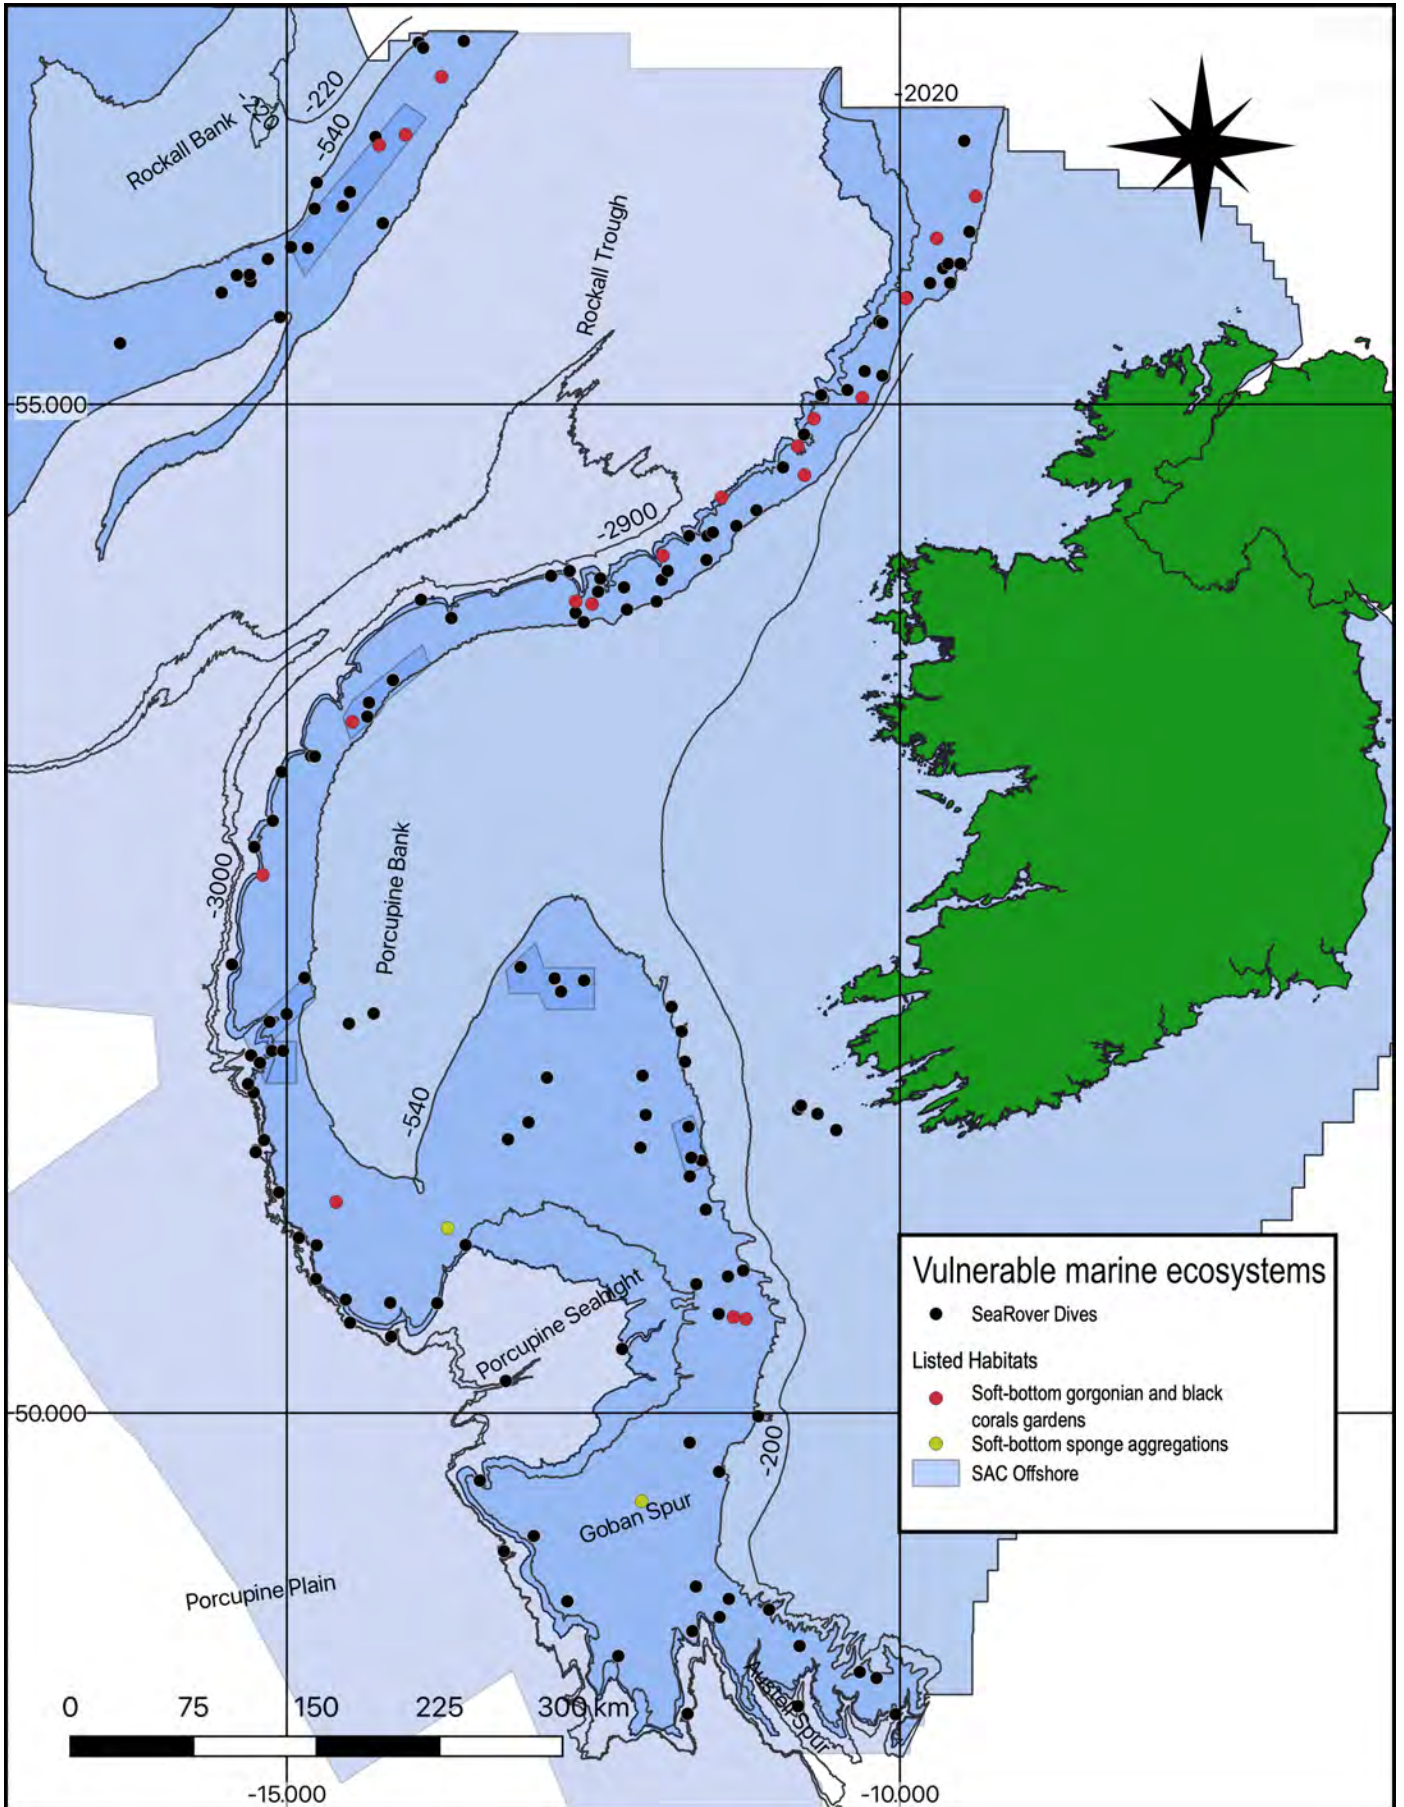 -2020
-220
-220
-540
Rockall Bank
Rockall Trough
55.000
-2900
-3000
Porcupine Bank
-540
Porcupine Seabight
50.000
-200
Goban Spur
Porcupine Plain
Austell Spur
Vulnerable marine ecosystems
SeaRover Dives
Listed Habitats
Soft-bottom gorgonian and black
corals gardens
Soft-bottom sponge aggregations
SAC Offshore
0 75 150 225 300 km
-15.000 -10.000